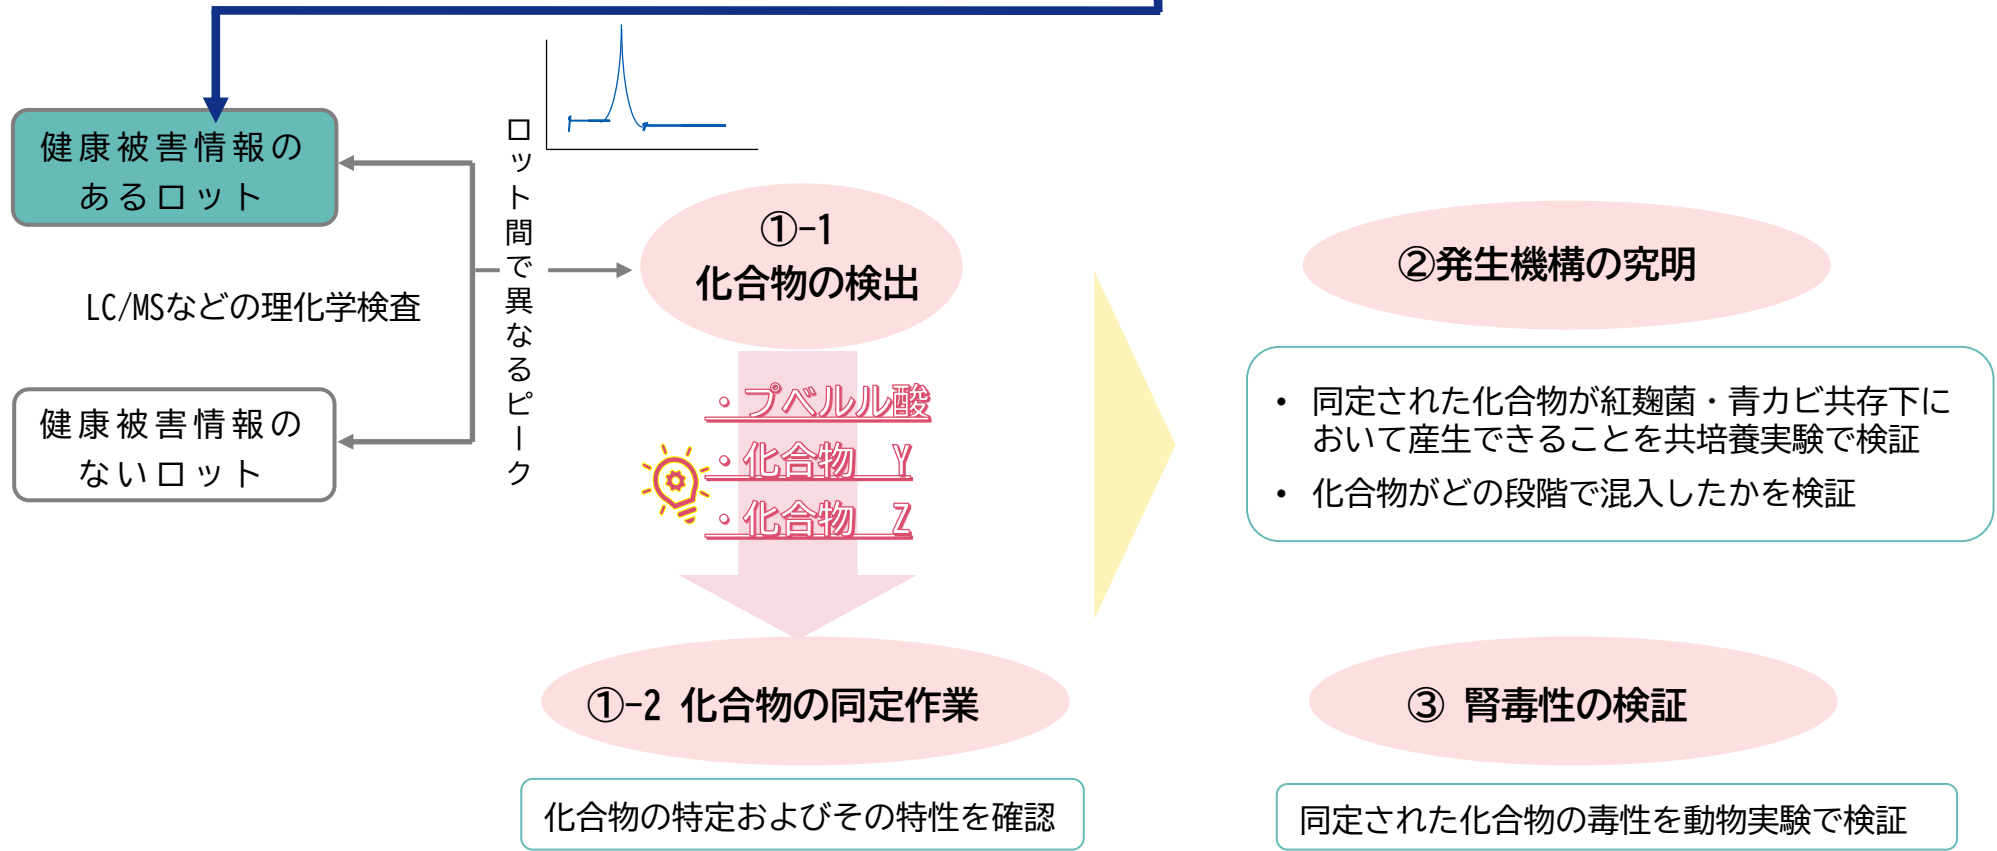 健康被害情報の
あるロット
LC/MSなどの理化学検査
健康被害情報の
ないロット
ロット間で異なるピーク
①-1
化合物の検出
・プベルル酸
・化合物 Y
・化合物 Z
①-2 化合物の同定作業
化合物の特定およびその特性を確認
②発生機構の究明
• 同定された化合物が紅麹菌・青カビ共存下に
おいて産生できることを共培養実験で検証
• 化合物がどの段階で混入したかを検証
③ 腎毒性の検証
同定された化合物の毒性を動物実験で検証